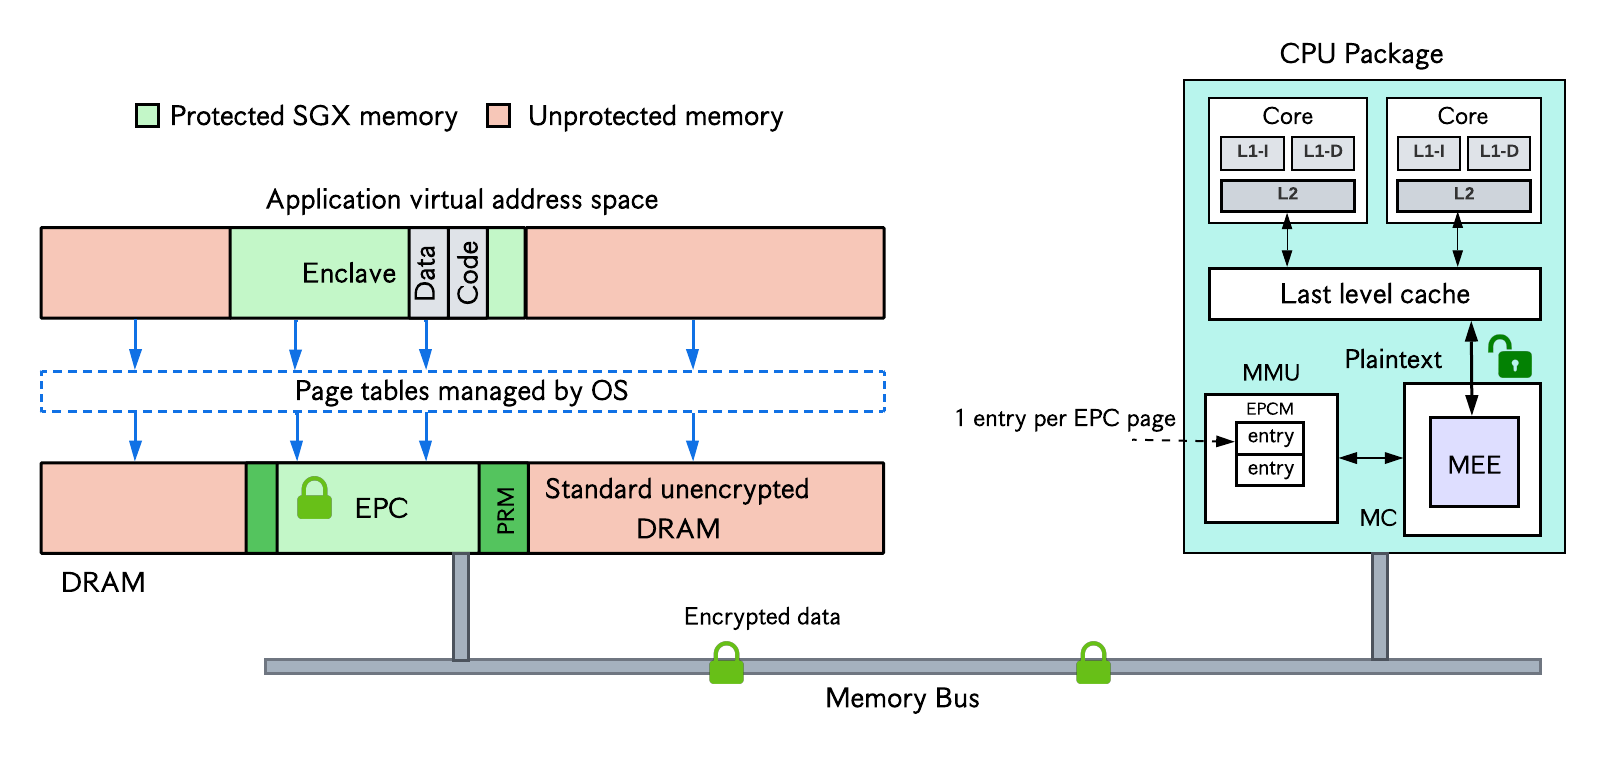 CPU Package
Protected SGX memory
Unprotected memory
Core
Core
L1-I
L1-D
L1-I
L1-D
L2
L2
Application virtual address space
Enclave
Data
Code
Last level cache
Plaintext
Page tables managed by OS
MMU
EPCM
1 entry per EPC page
entry
entry
MEE
MC
EPC
PRM
Standard unencrypted
DRAM
DRAM
Encrypted data
Memory Bus